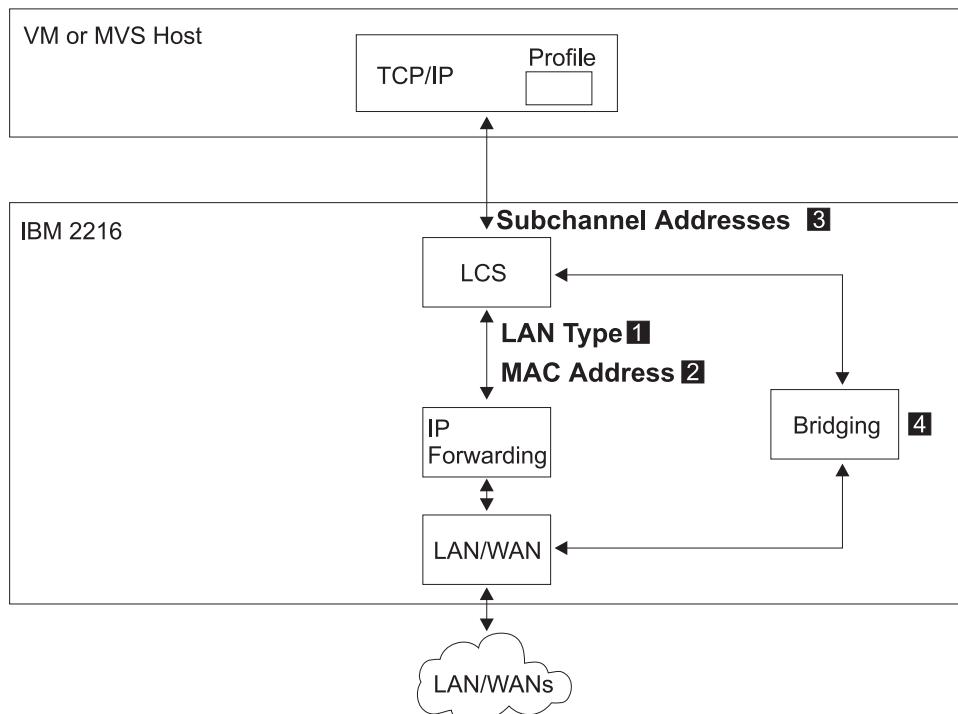 VM or MVS Host
TCP/IP
Profile
IBM 2216
Subchannel Addresses 3
LCS
LAN Type 1
MAC Address 2
IP
Forwarding
Bridging 4
LAN/WAN
LAN/WANs